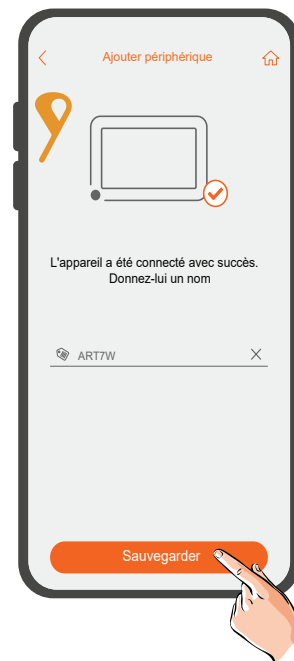 Ajouter périphérique
L'appareil a été connecté avec succès.
Donnez-lui un nom
ART7W
Sauvegarder